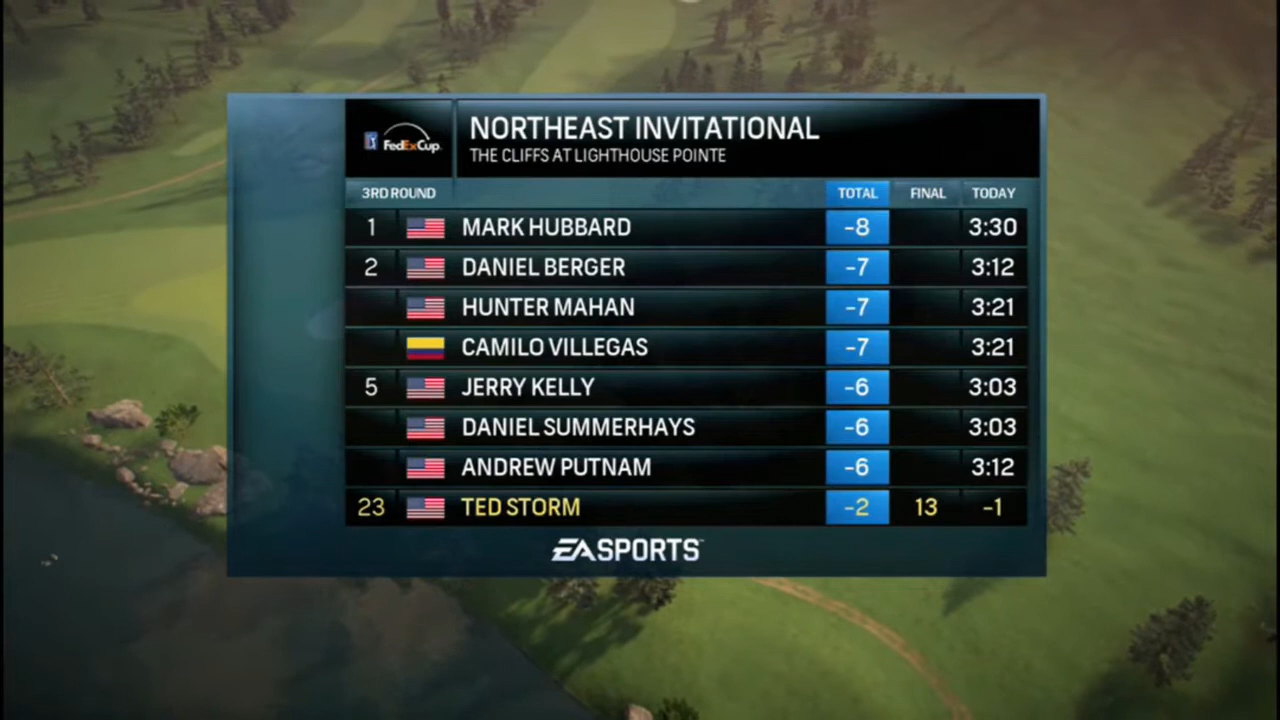 FedExCup
NORTHEAST INVITATIONAL
THE CLIFFS AT LIGHTHOUSE POINTE
3RD ROUND TOTAL FINAL TODAY
1 MARK HUBBARD -8 3:30
2 DANIEL BERGER -7 3:12
HUNTER MAHAN -7 3:21
CAMILO VILLEGAS -7 3:21
5 JERRY KELLY -6 3:03
DANIEL SUMMERHAYS -6 3:03
ANDREW PUTNAM -6 3:12
23 TED STORM -2 13 -1
EA SPORTS™